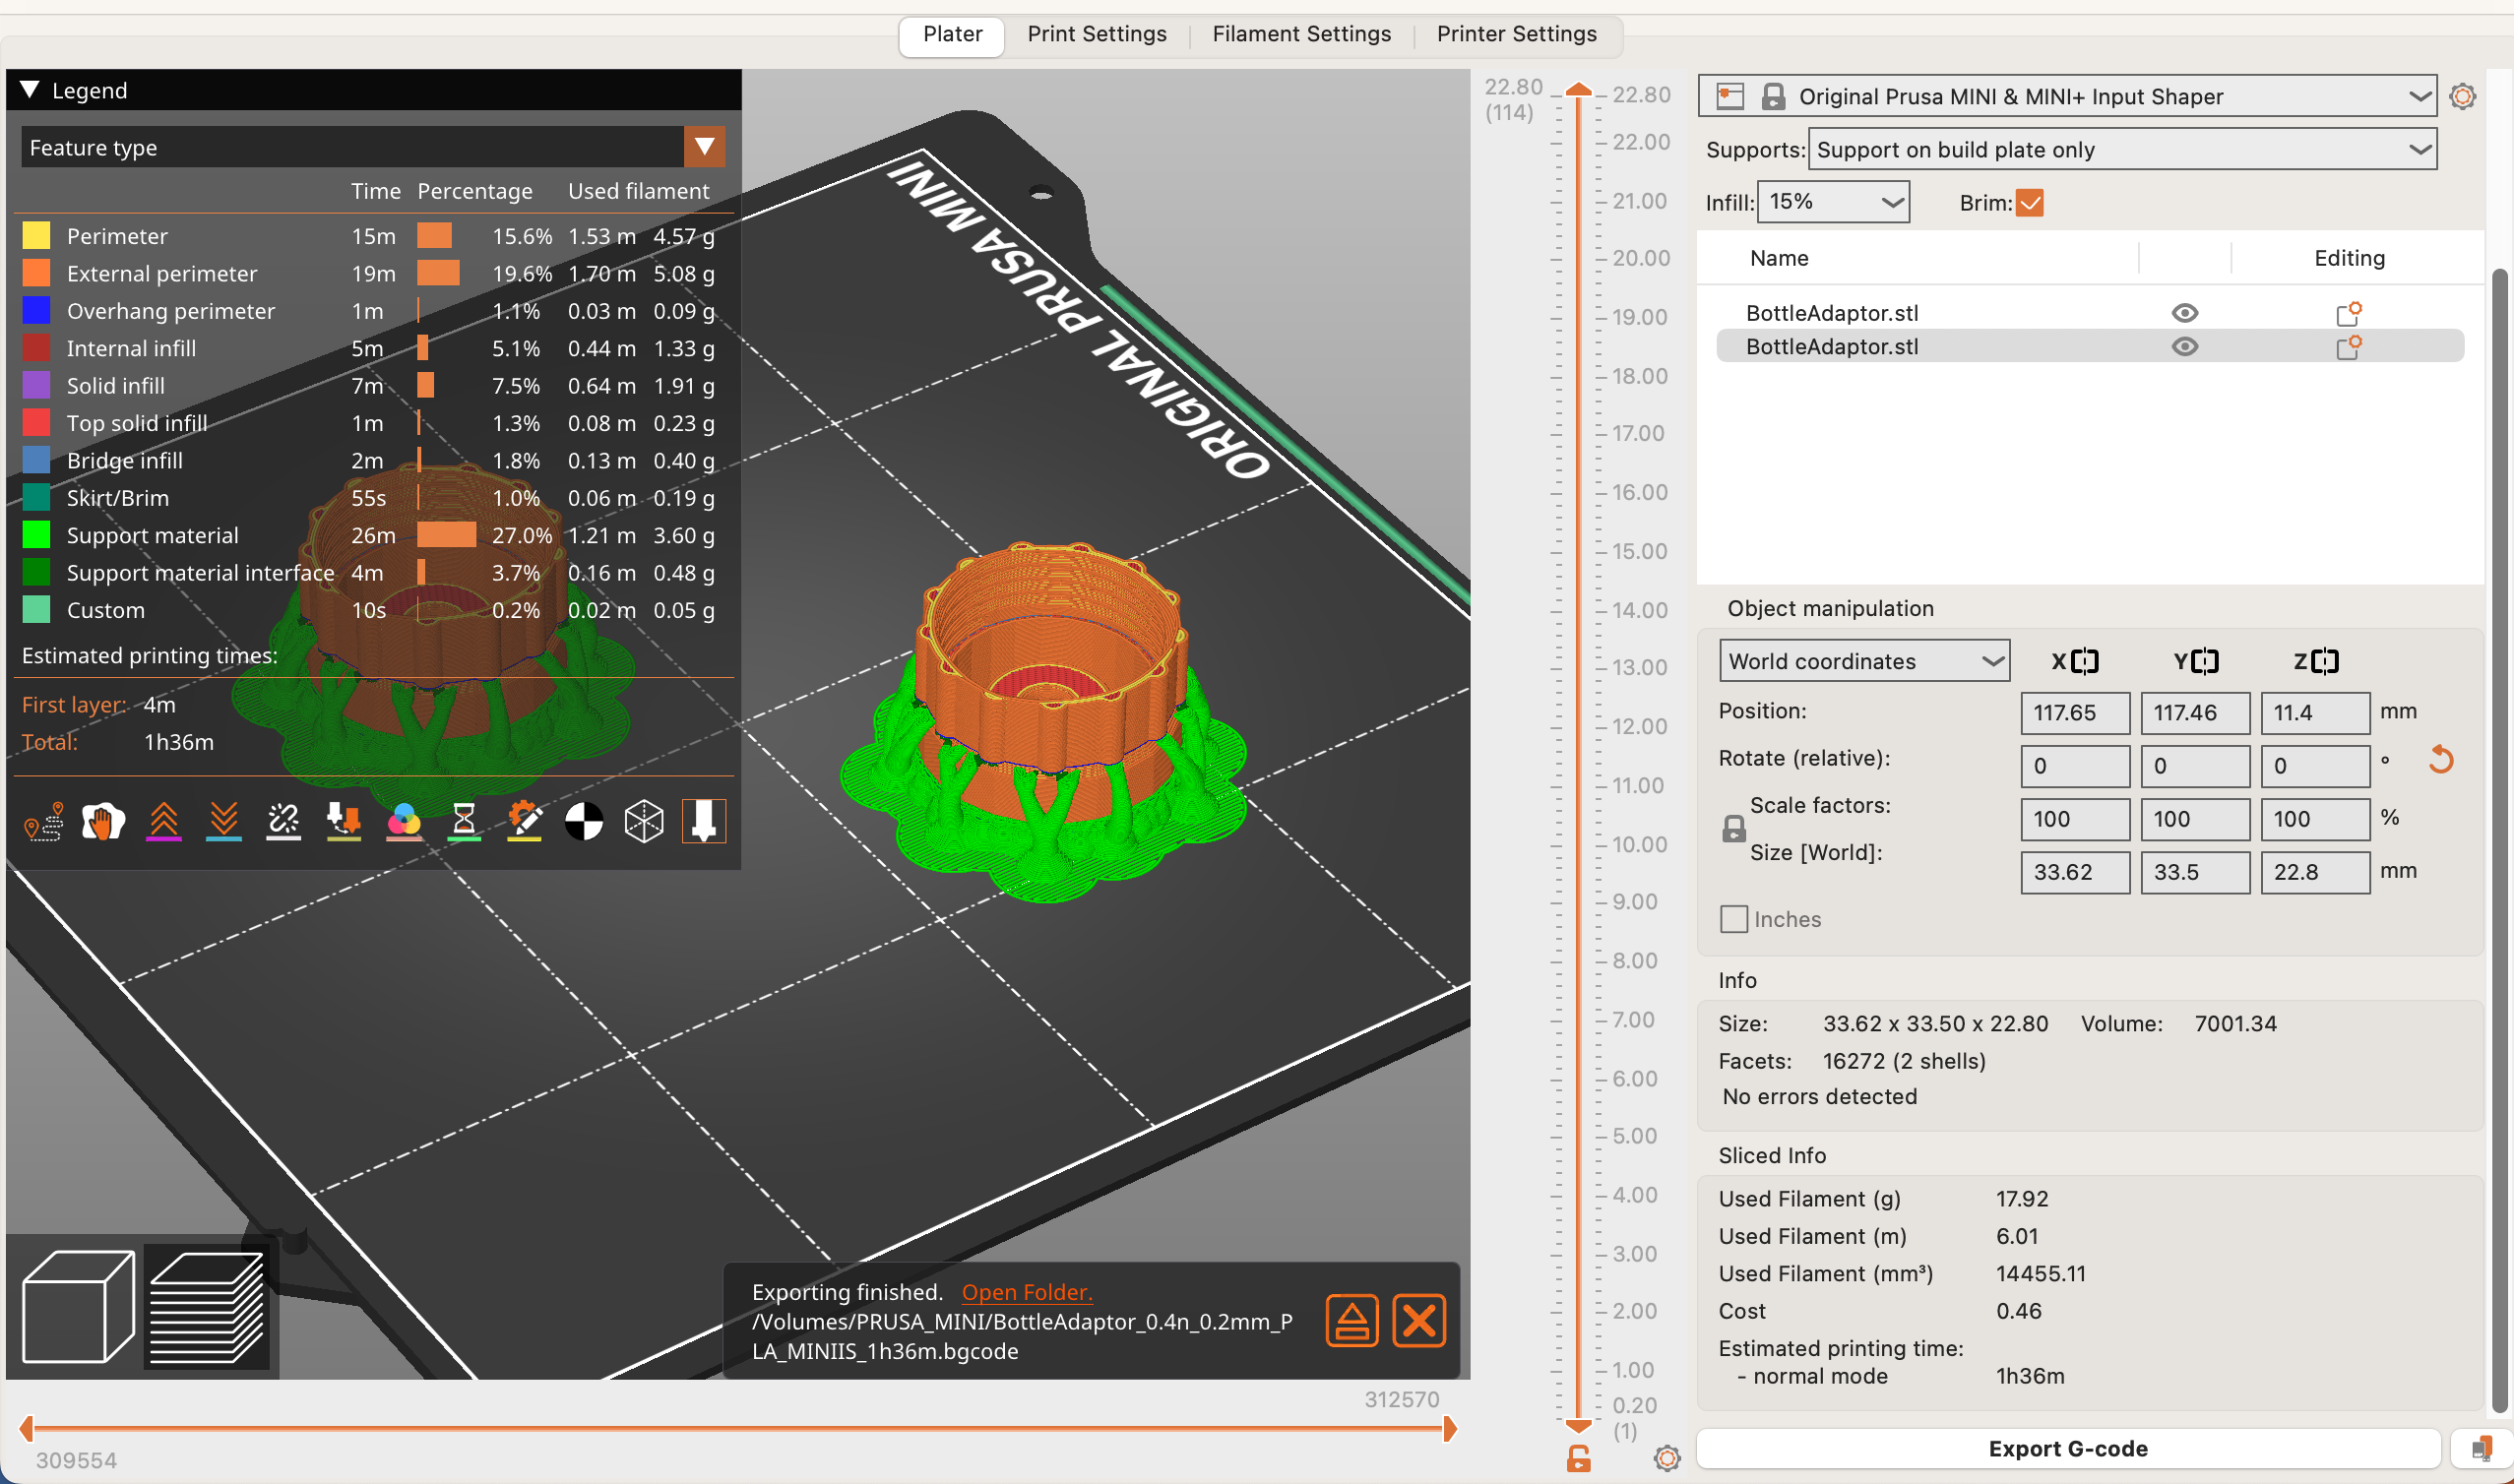 Plater Print Settings Filament Settings Printer Settings
Legend
Feature type
Time Percentage Used filament
Perimeter 15m 15.6% 1.53 m 4.57 g
External perimeter 19m 19.6% 1.70 m 5.08 g
Overhang perimeter 1m 1.1% 0.03 m 0.09 g
Internal infill 5m 5.1% 0.44 m 1.33 g
Solid infill 7m 7.5% 0.64 m 1.91 g
Top solid infill 1m 1.3% 0.08 m 0.23 g
Bridge infill 2m 1.8% 0.13 m 0.40 g
Skirt/Brim 55s 1.0% 0.06 m 0.19 g
Support material 26m 27.0% 1.21 m 3.60 g
Support material interface 4m 3.7% 0.16 m 0.48 g
Custom 10s 0.2% 0.02 m 0.05 g
Estimated printing times:
First layer: 4m
Total: 1h36m
ORIGINAL PRUSA MINI
Exporting finished. Open Folder.
/Volumes/PRUSA_MINI/BottleAdaptor_0.4n_0.2mm_P
LA_MINIIS_1h36m.bgcode
312570
309554
22.80
(114)
22.80
22.00
21.00
20.00
19.00
18.00
17.00
16.00
15.00
14.00
13.00
12.00
11.00
10.00
9.00
8.00
7.00
6.00
5.00
4.00
3.00
2.00
1.00
0.20
(1)
Original Prusa MINI & MINI+ Input Shaper
Supports: Support on build plate only
Infill: 15% Brim:
Name Editing
BottleAdaptor.stl
BottleAdaptor.stl
Object manipulation
World coordinates X Y Z
Position: 117.65 117.46 11.4 mm
Rotate (relative): 0 0 0 °
Scale factors: 100 100 100 %
Size [World]: 33.62 33.5 22.8 mm
Inches
Info
Size: 33.62 x 33.50 x 22.80 Volume: 7001.34
Facets: 16272 (2 shells)
No errors detected
Sliced Info
Used Filament (g) 17.92
Used Filament (m) 6.01
Used Filament (mm³) 14455.11
Cost 0.46
Estimated printing time:
- normal mode 1h36m
Export G-code